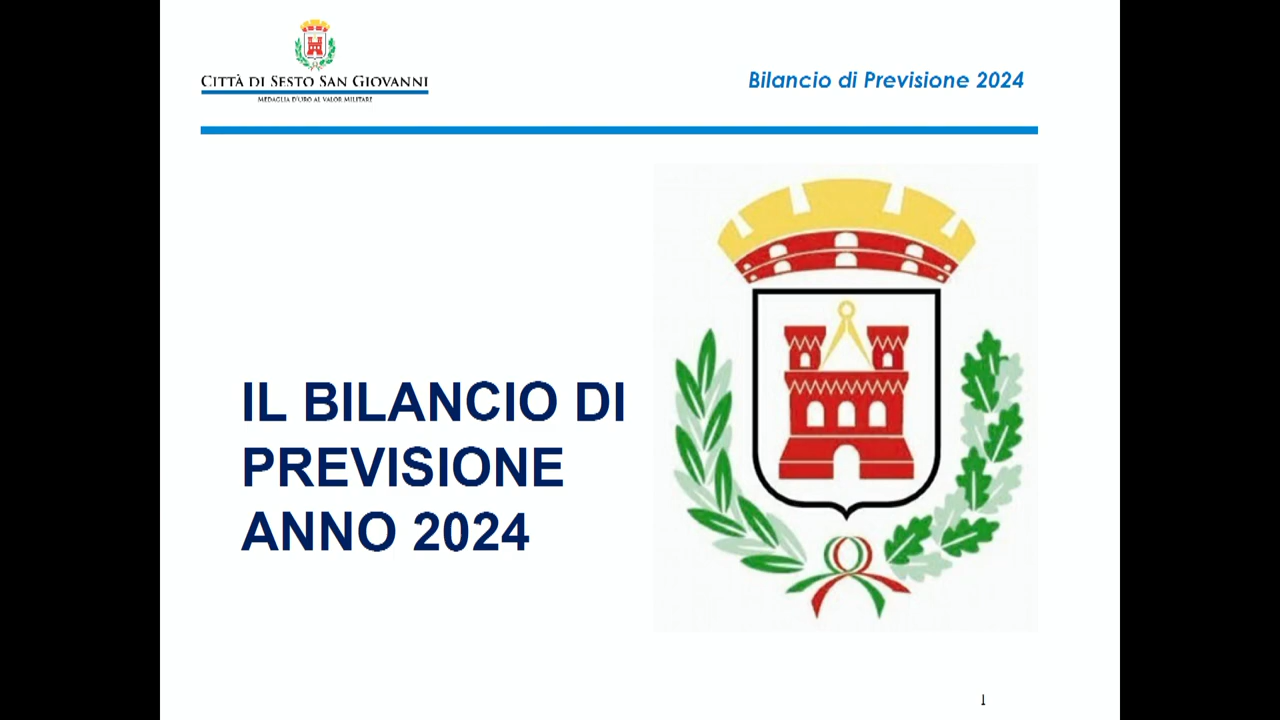 CITTÀ DI SESTO SAN GIOVANNI
MEDAGLIA D'ORO AL VALOR MILITARE
Bilancio di Previsione 2024
IL BILANCIO DI
PREVISIONE
ANNO 2024
1